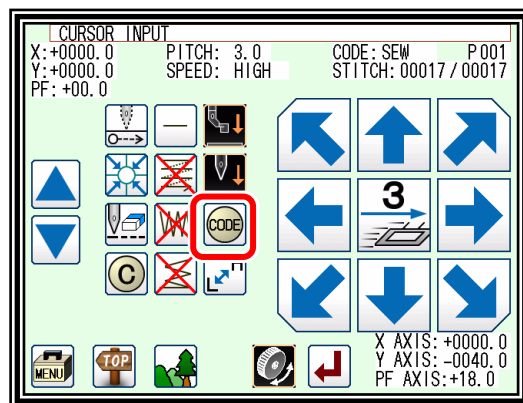 CURSOR INPUT
X:+0000.0 PITCH: 3.0 CODE:SEW P001
Y:+0000.0 SPEED: HIGH STITCH:00017/00017
PF:+00.0
CODE
3
C
X AXIS:+0000.0
Y AXIS:-0040.0
PF AXIS:+18.0
MENU
TOP